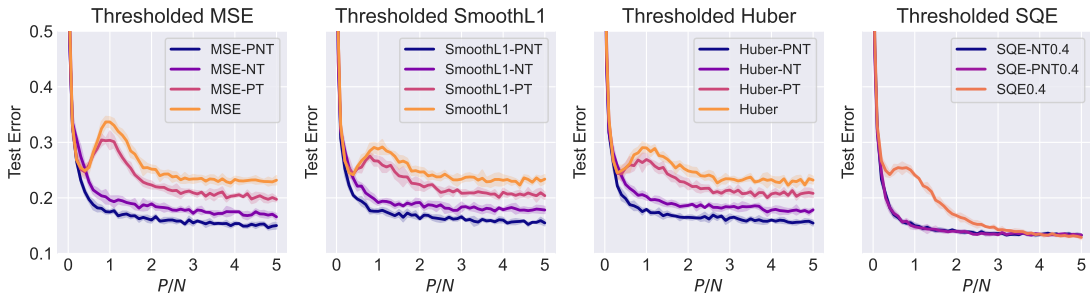 Thresholded MSE
0.5
0.4
0.3
0.2
0.1
Test Error
MSE-PNT
MSE-NT
MSE-PT
MSE
0 1 2 3 4 5
P/N
Thresholded SmoothL1
Test Error
SmoothL1-PNT
SmoothL1-NT
SmoothL1-PT
SmoothL1
0 1 2 3 4 5
P/N
Thresholded Huber
Test Error
Huber-PNT
Huber-NT
Huber-PT
Huber
0 1 2 3 4 5
P/N
Thresholded SQE
Test Error
SQE-NT0.4
SQE-PNT0.4
SQE0.4
0 1 2 3 4 5
P/N